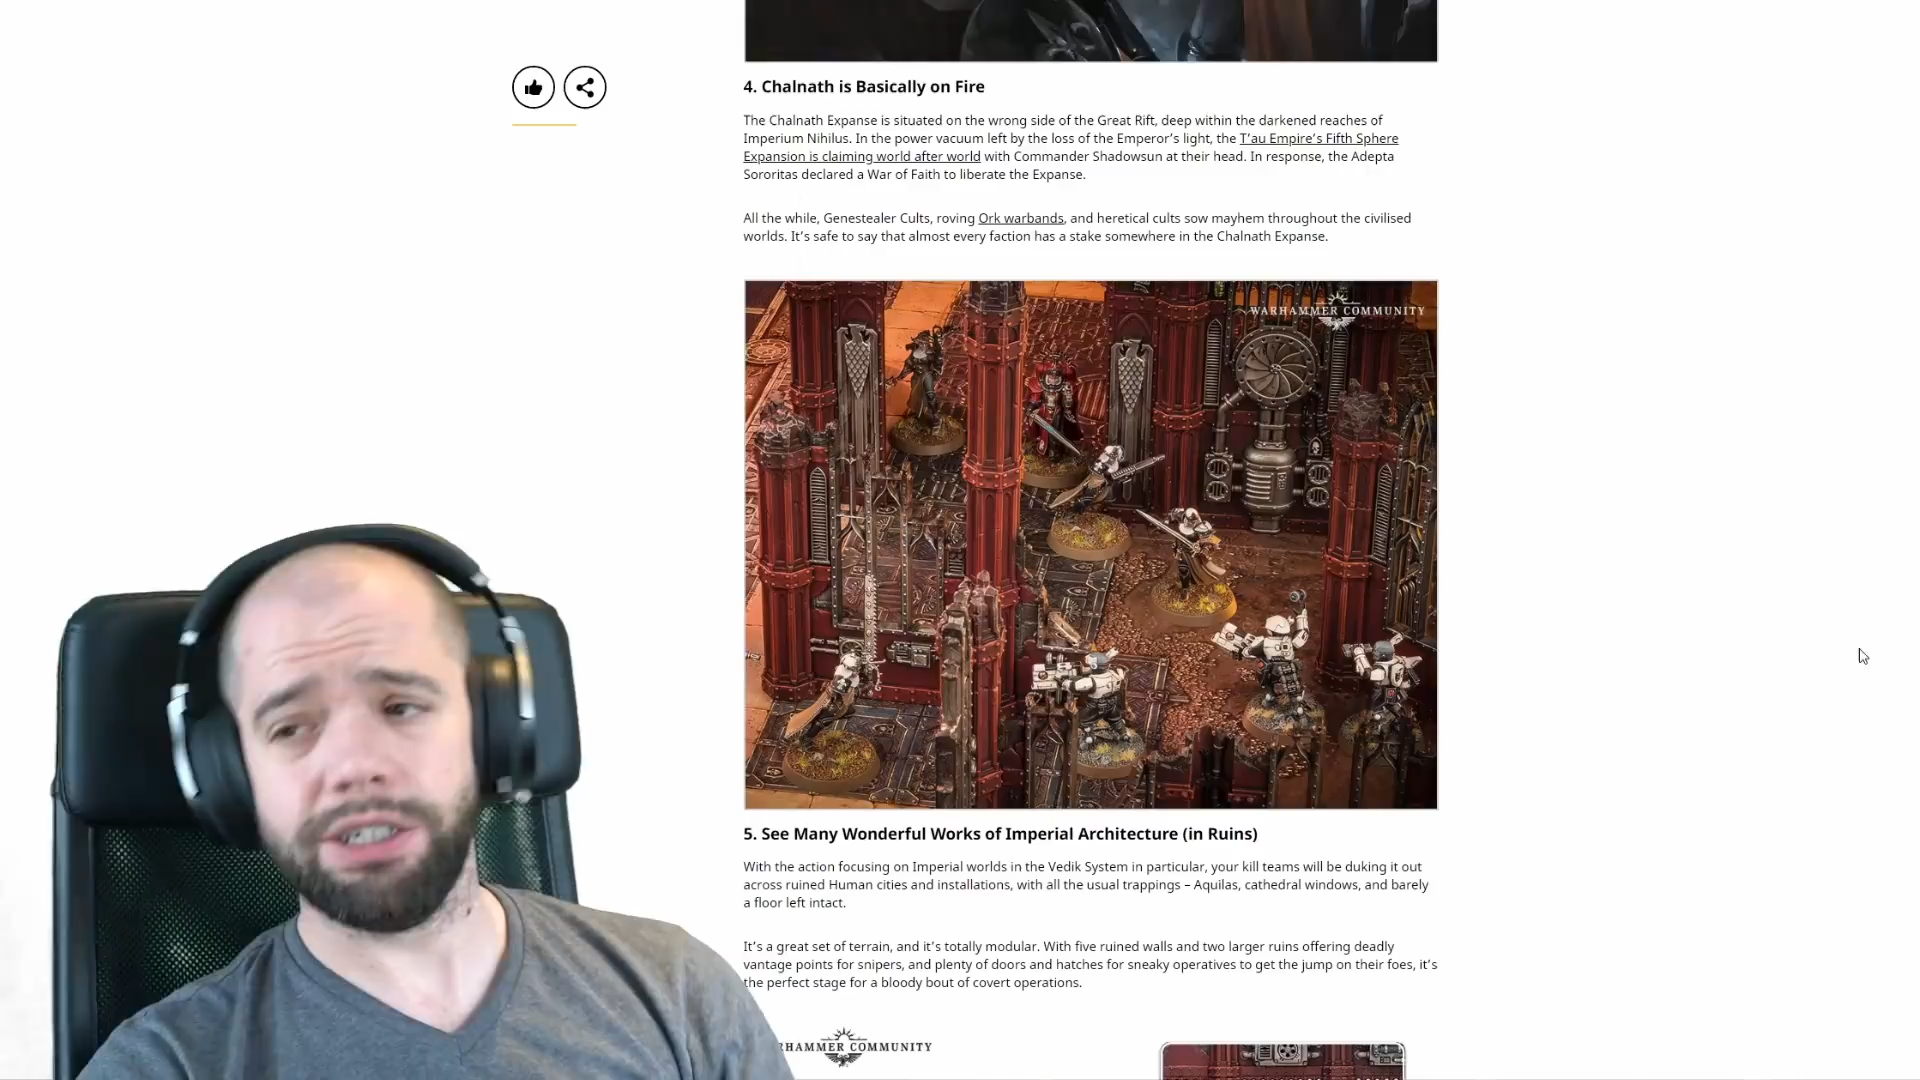 4. Chalnath is Basically on Fire
The Chalnath Expanse is situated on the wrong side of the Great Rift, deep within the darkened reaches of
Imperium Nihilus. In the power vacuum left by the loss of the Emperor's light, the T'au Empire's Fifth Sphere
Expansion is claiming world after world with Commander Shadowsun at their head. In response, the Adepta
Sororitas declared a War of Faith to liberate the Expanse.
All the while, Genestealer Cults, roving Ork warbands, and heretical cults sow mayhem throughout the civilised
worlds. It's safe to say that almost every faction has a stake somewhere in the Chalnath Expanse.
WARHAMMER COMMUNITY
5. See Many Wonderful Works of Imperial Architecture (in Ruins)
With the action focusing on Imperial worlds in the Vedik System in particular, your kill teams will be duking it out
across ruined Human cities and installations, with all the usual trappings – Aquilas, cathedral windows, and barely
a floor left intact.
It's a great set of terrain, and it's totally modular. With five ruined walls and two larger ruins offering deadly
vantage points for snipers, and plenty of doors and hatches for sneaky operatives to get the jump on their foes, it's
the perfect stage for a bloody bout of covert operations.
RHAMMER COMMUNITY